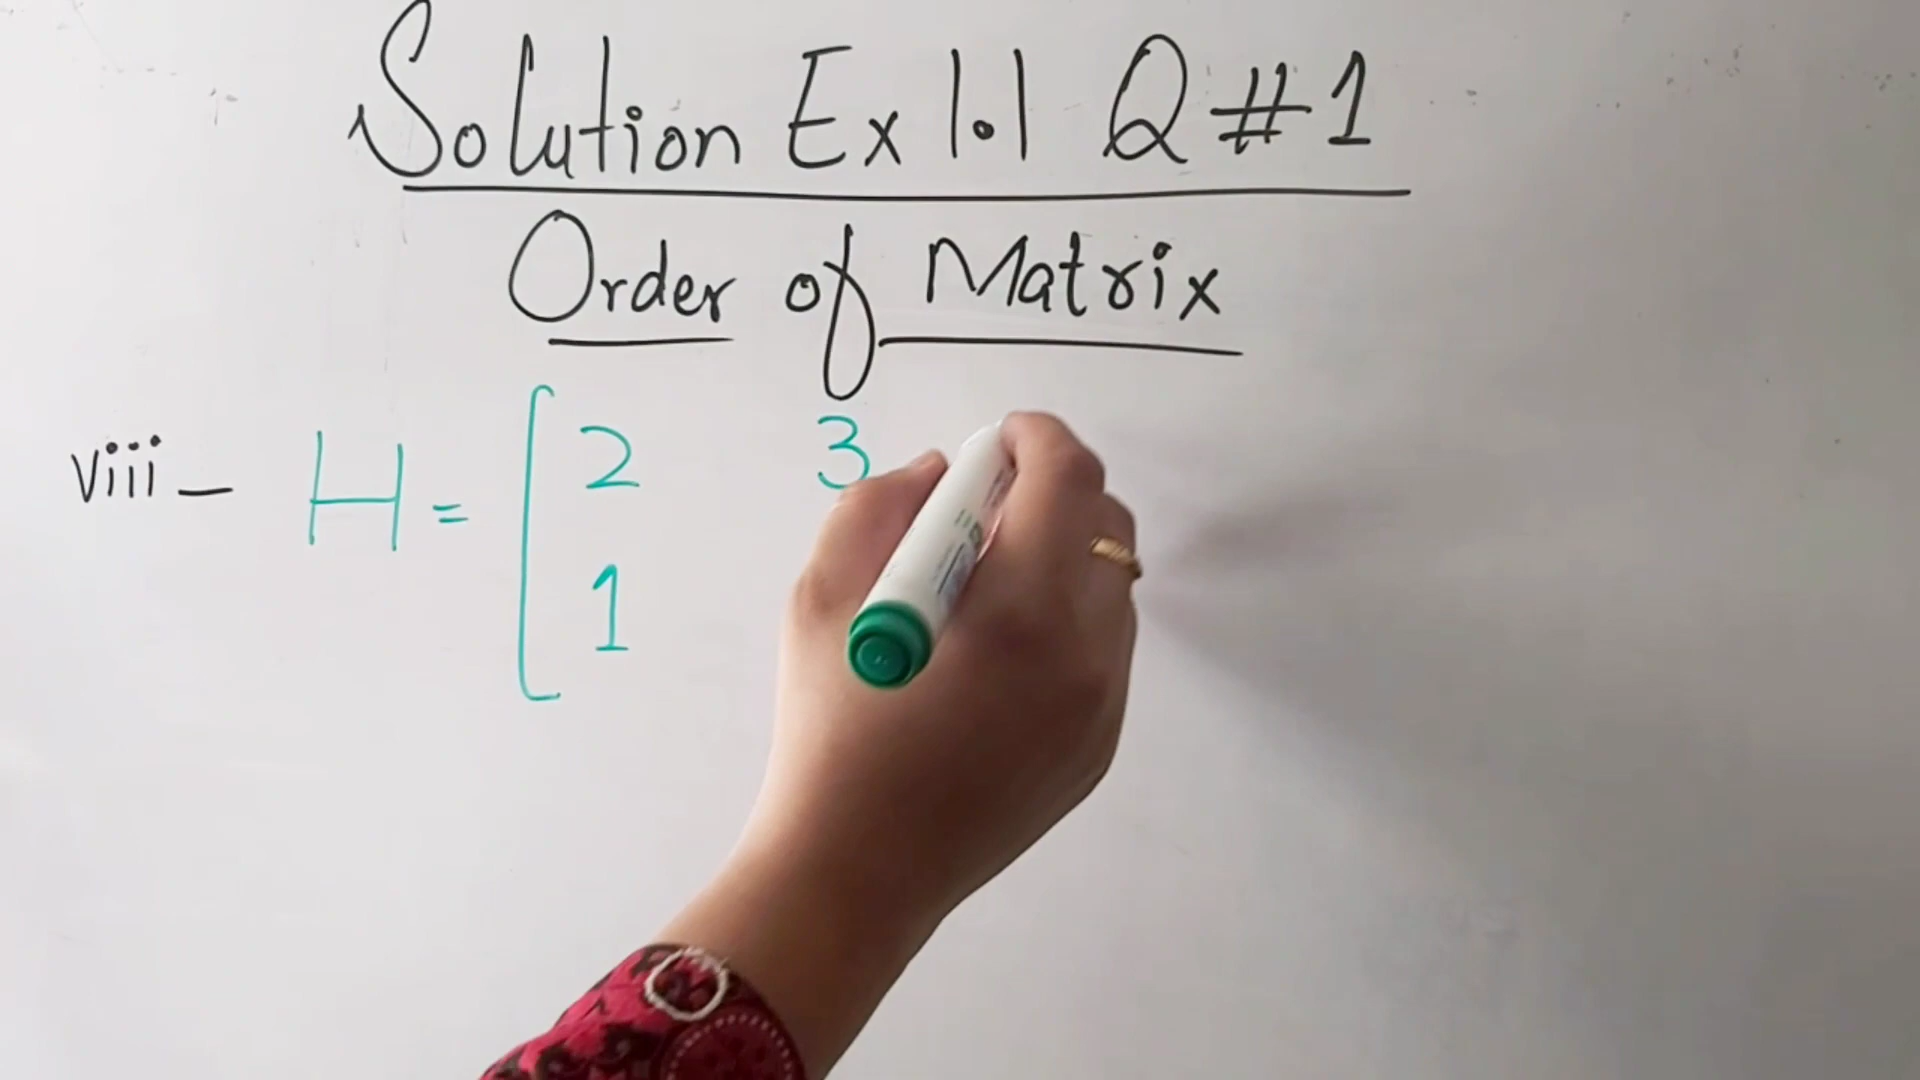 Solution Ex 1.1 Q #1
Order of Matrix
viii - H = [ 2 3
1